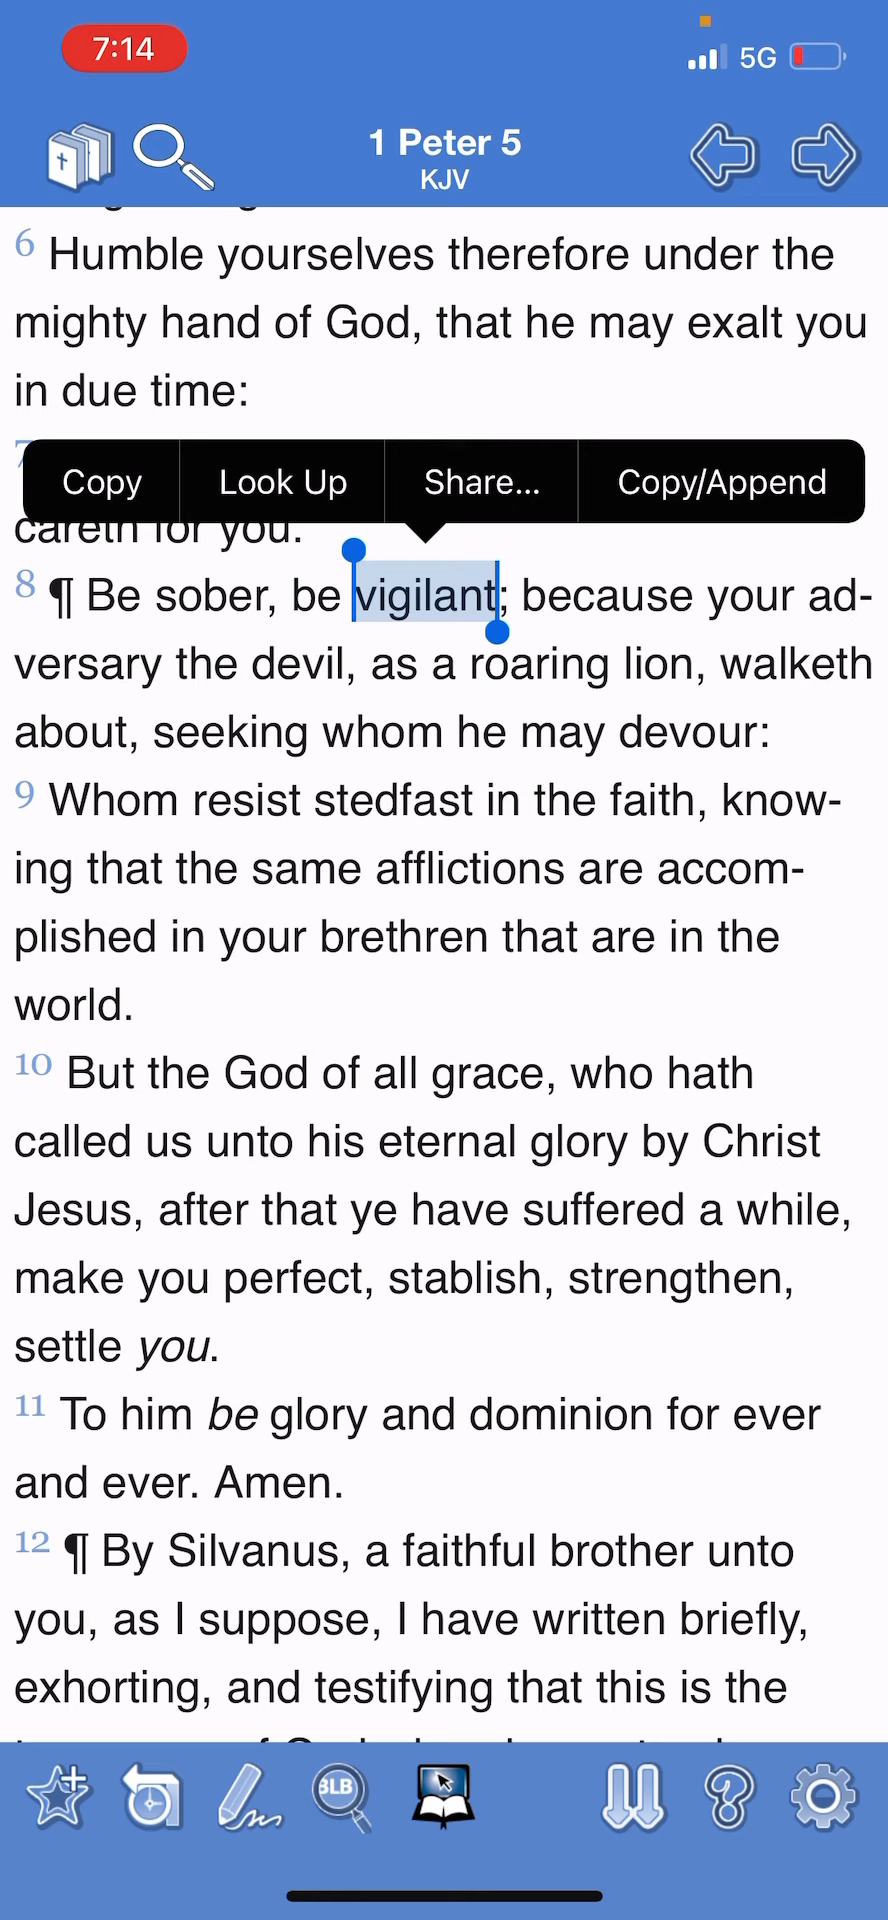 7:14
5G
1 Peter 5
KJV
6 Humble yourselves therefore under the
mighty hand of God, that he may exalt you
in due time:
7
Copy Look Up Share... Copy/Append
careth for you.
8 ¶ Be sober, be vigilant; because your ad-
versary the devil, as a roaring lion, walketh
about, seeking whom he may devour:
9 Whom resist stedfast in the faith, know-
ing that the same afflictions are accom-
plished in your brethren that are in the
world.
10 But the God of all grace, who hath
called us unto his eternal glory by Christ
Jesus, after that ye have suffered a while,
make you perfect, stablish, strengthen,
settle you.
11 To him be glory and dominion for ever
and ever. Amen.
12 ¶ By Silvanus, a faithful brother unto
you, as I suppose, I have written briefly,
exhorting, and testifying that this is the
BLB